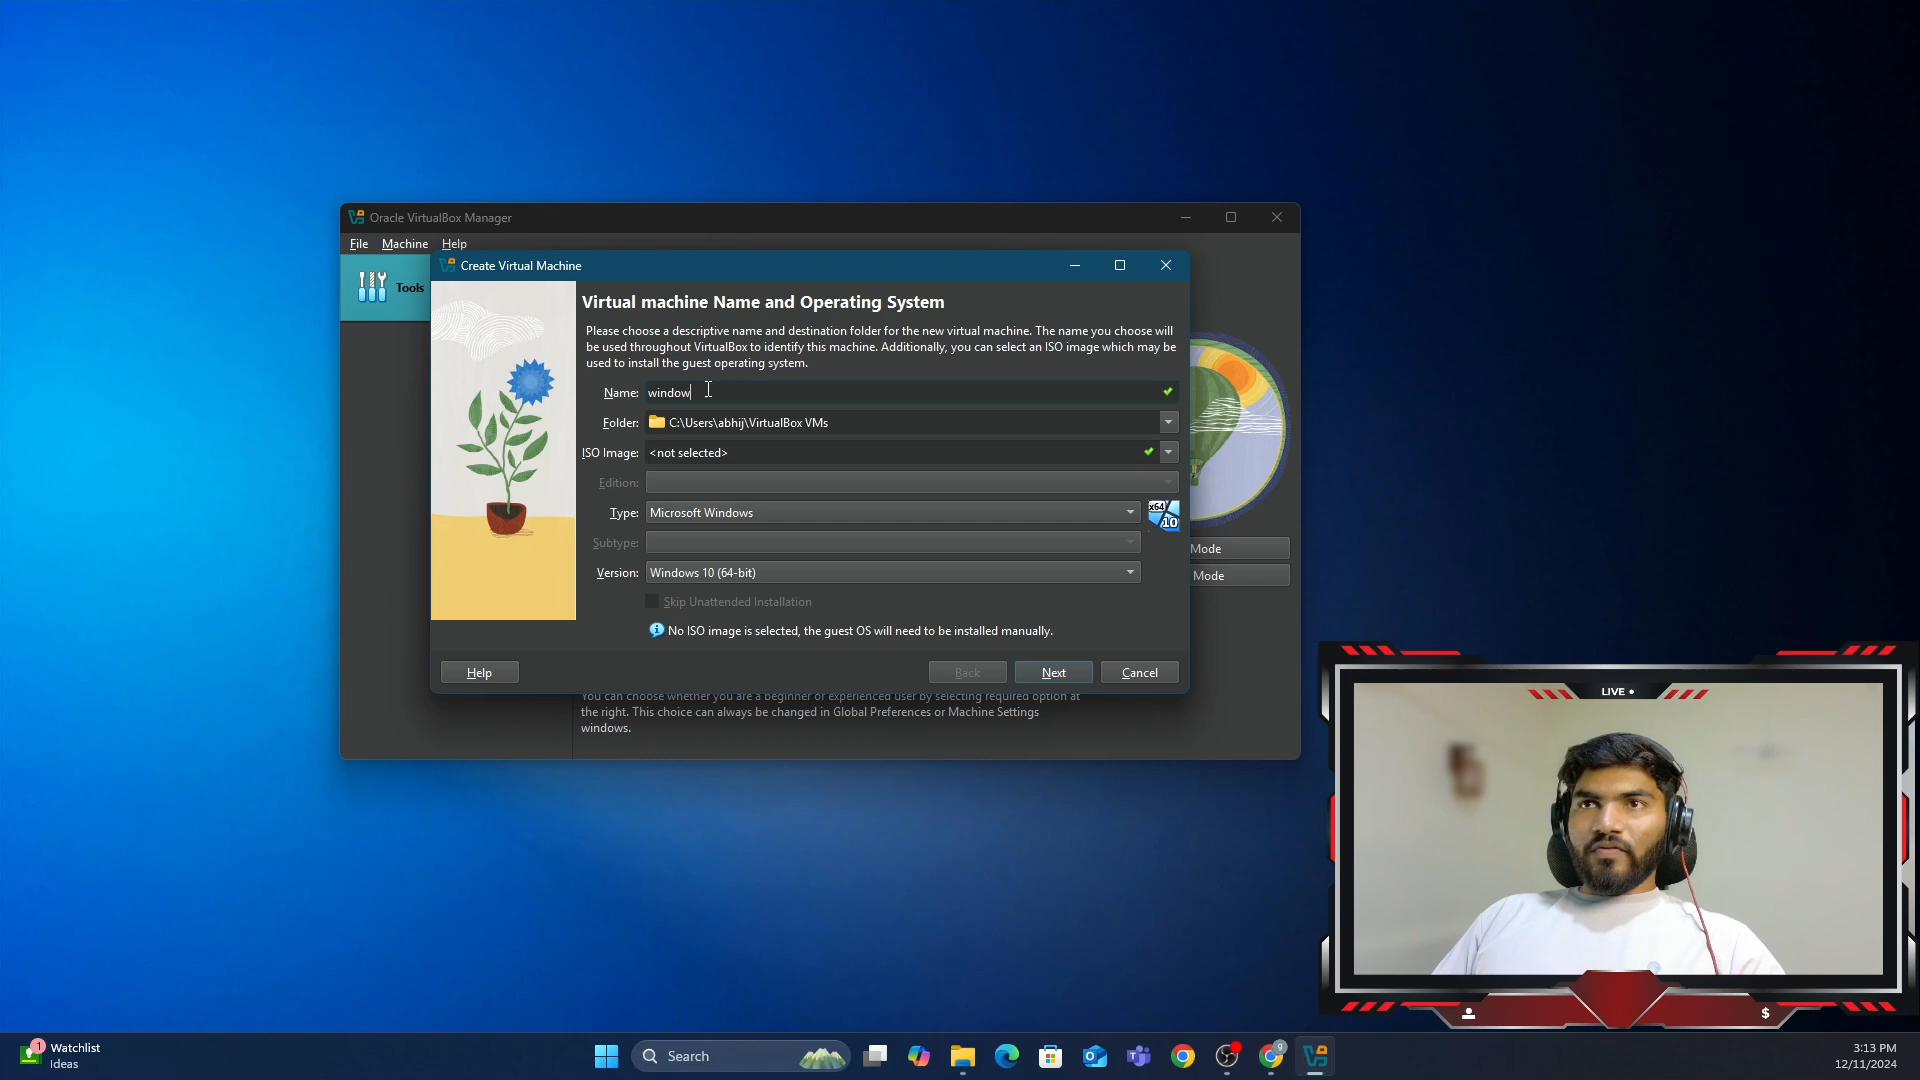 Oracle VirtualBox Manager
File Machine Help
Tools
Create Virtual Machine
Virtual machine Name and Operating System
Please choose a descriptive name and destination folder for the new virtual machine. The name you choose will
be used throughout VirtualBox to identify this machine. Additionally, you can select an ISO image which may be
used to install the guest operating system.
Name: window
Folder: C:\Users\abhij\VirtualBox VMs
ISO Image: <not selected>
Edition:
Type: Microsoft Windows
x64
10
Subtype:
Version: Windows 10 (64-bit)
Skip Unattended Installation
No ISO image is selected, the guest OS will need to be installed manually.
Help Back Next Cancel
Mode
Mode
You can choose whether you are a beginner or experienced user by selecting required option at
the right. This choice can always be changed in Global Preferences or Machine Settings
windows.
LIVE
$
1
Watchlist
Ideas
Search
9
3:13 PM
12/11/2024